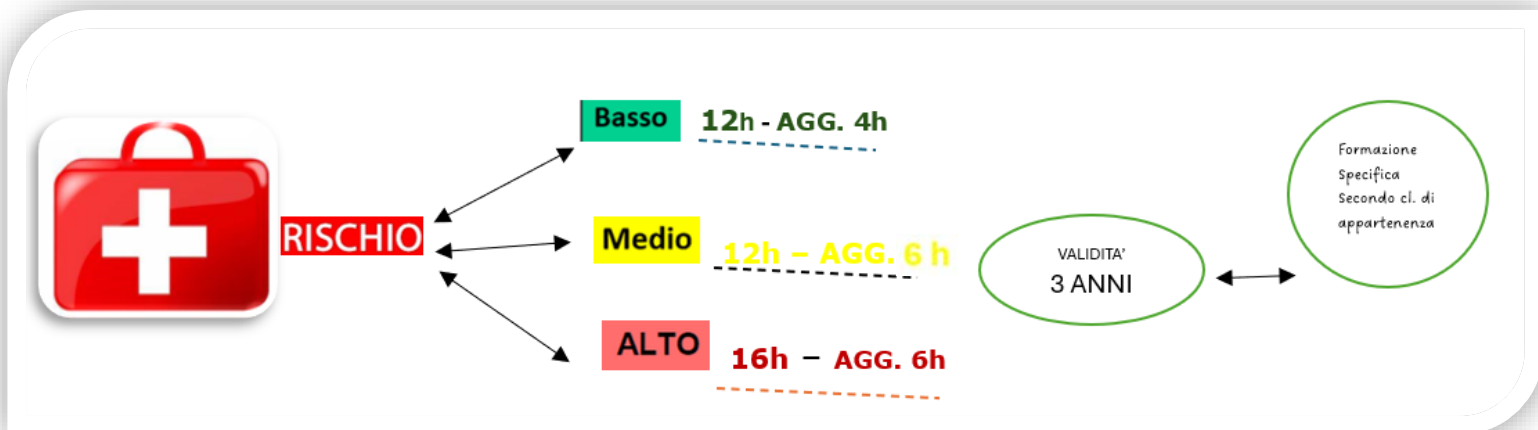 RISCHIO
Basso 12h - AGG. 4h
Medio 12h – AGG. 6 h
ALTO 16h – AGG. 6h
VALIDITA'
3 ANNI
Formazione
Specifica
Secondo cl. di
appartenenza